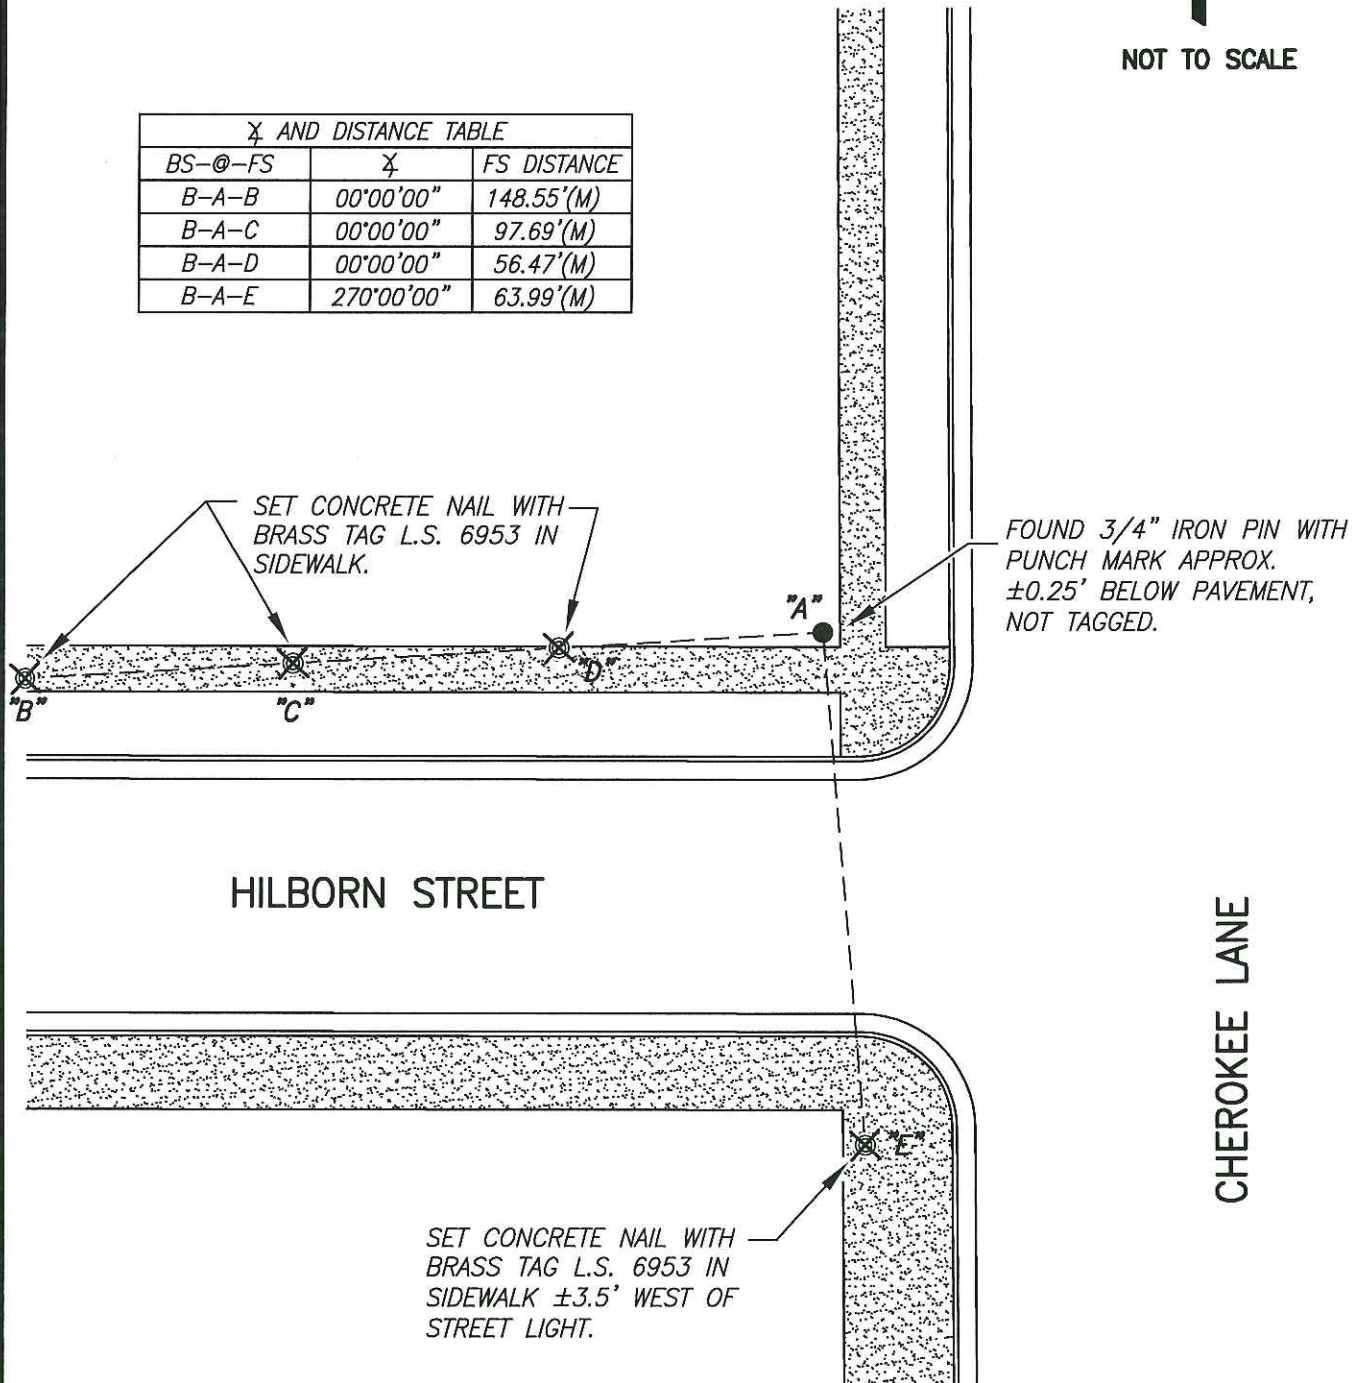 NOT TO SCALE
∡ AND DISTANCE TABLE
BS-@-FS ∡ FS DISTANCE
B-A-B 00°00'00" 148.55'(M)
B-A-C 00°00'00" 97.69'(M)
B-A-D 00°00'00" 56.47'(M)
B-A-E 270°00'00" 63.99'(M)
SET CONCRETE NAIL WITH
BRASS TAG L.S. 6953 IN
SIDEWALK.
FOUND 3/4" IRON PIN WITH
PUNCH MARK APPROX.
±0.25' BELOW PAVEMENT,
NOT TAGGED.
"A"
"D"
"B"
"C"
HILBORN STREET
CHEROKEE LANE
"E"
SET CONCRETE NAIL WITH
BRASS TAG L.S. 6953 IN
SIDEWALK ±3.5' WEST OF
STREET LIGHT.